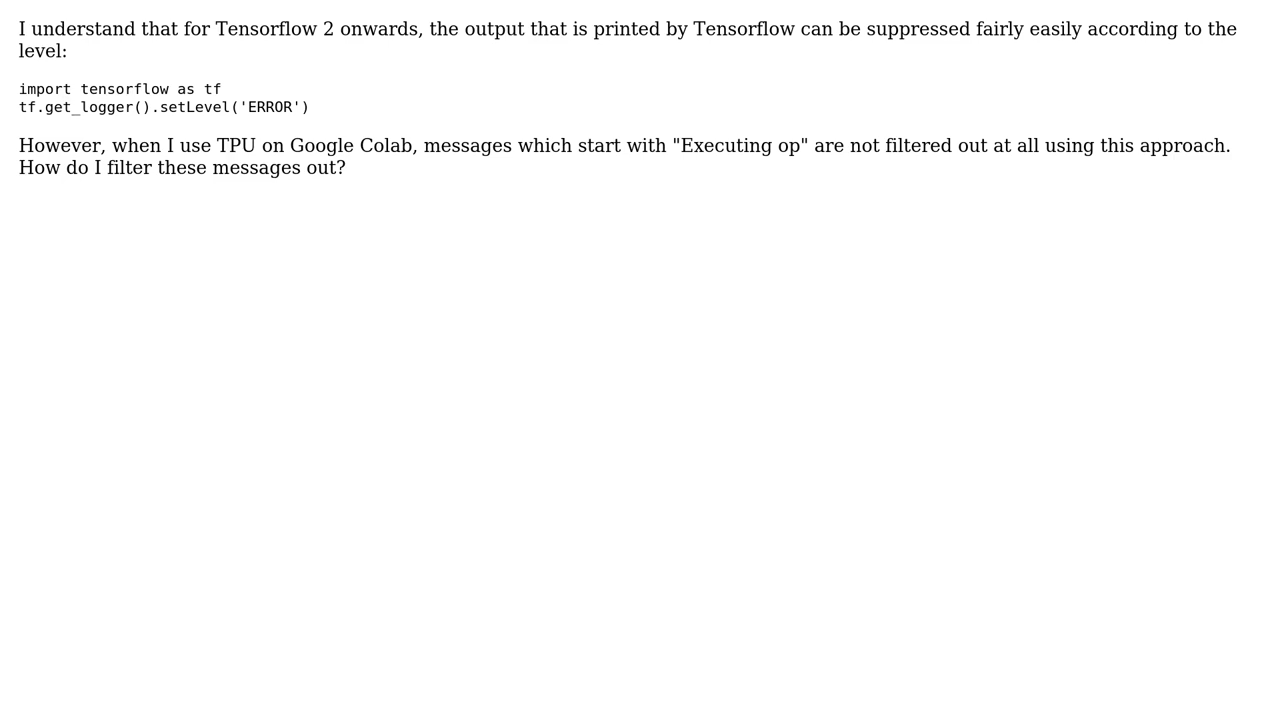 I understand that for Tensorflow 2 onwards, the output that is printed by Tensorflow can be suppressed fairly easily according to the
level:
import tensorflow as tf
tf.get_logger().setLevel('ERROR')
However, when I use TPU on Google Colab, messages which start with "Executing op" are not filtered out at all using this approach.
How do I filter these messages out?